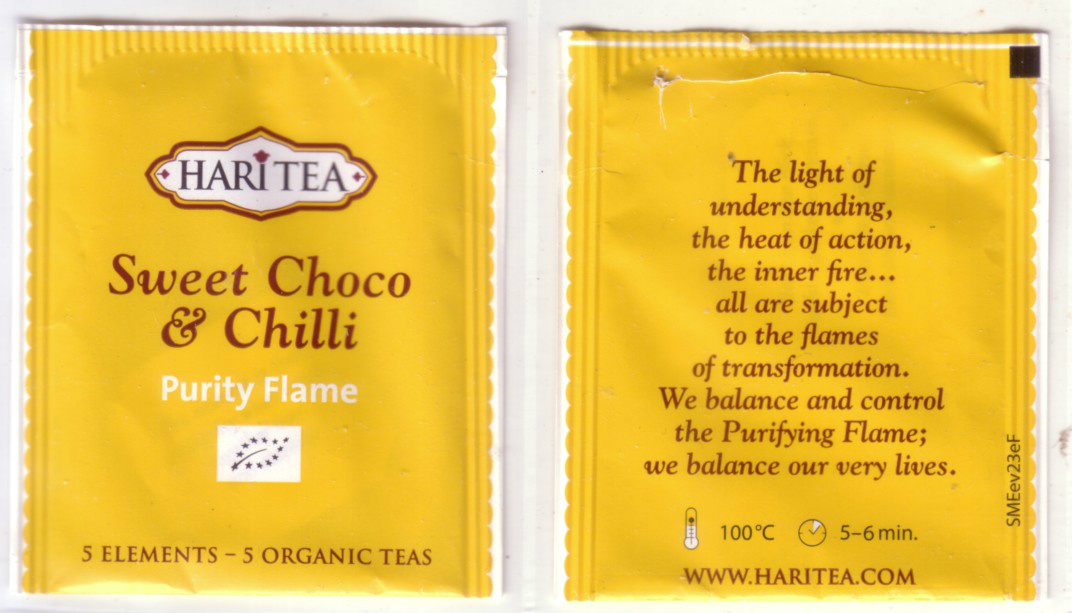 HARI TEA
Sweet Choco
& Chilli
Purity Flame
5 ELEMENTS – 5 ORGANIC TEAS
The light of
understanding,
the heat of action,
the inner fire...
all are subject
to the flames
of transformation.
We balance and control
the Purifying Flame;
we balance our very lives.
100°C 5–6 min.
WWW.HARITEA.COM
SMEev23eF